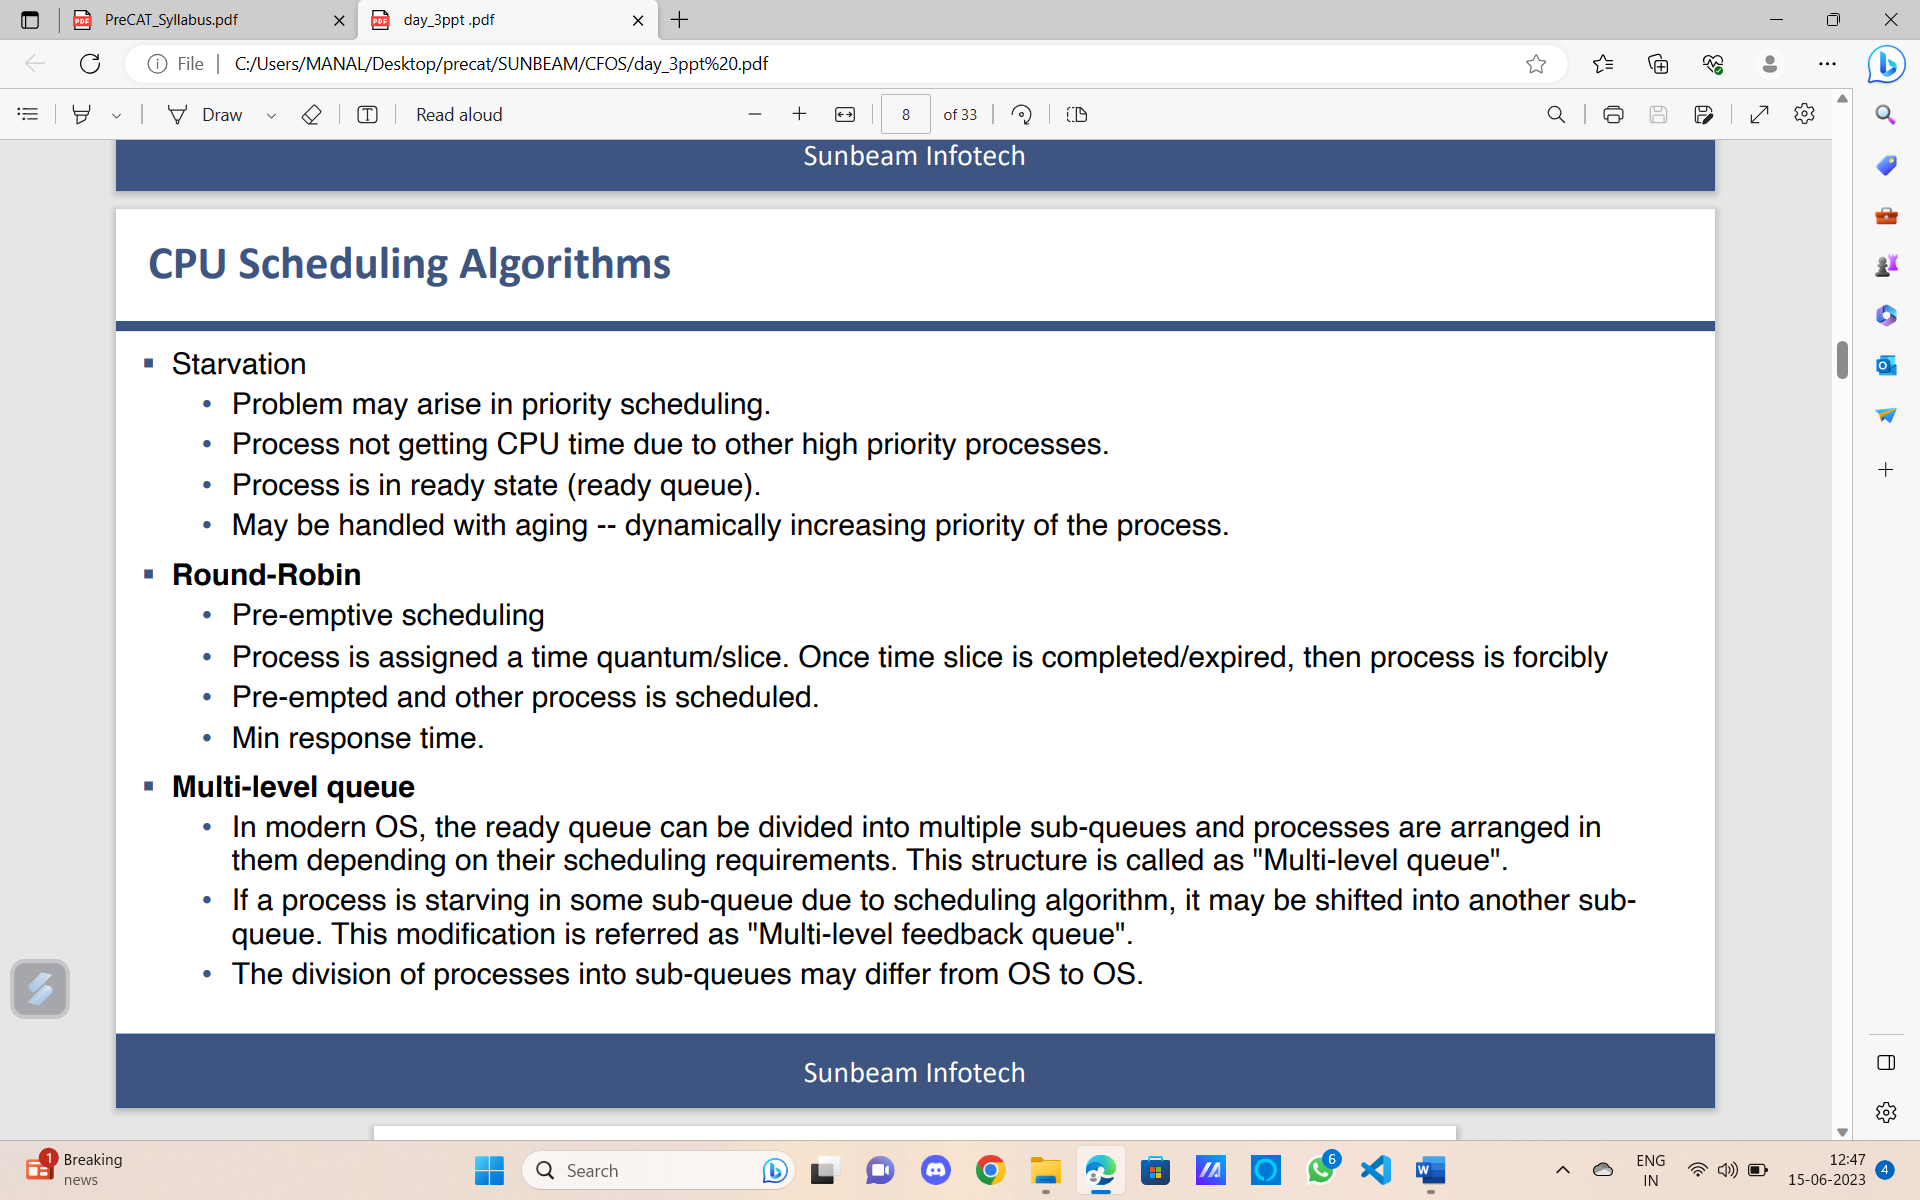 PreCAT_Syllabus.pdf
day_3ppt .pdf
File
C:/Users/MANAL/Desktop/precat/SUNBEAM/CFOS/day_3ppt%20.pdf
Draw
Read aloud
8
of 33
Sunbeam Infotech
CPU Scheduling Algorithms
Starvation
Problem may arise in priority scheduling.
Process not getting CPU time due to other high priority processes.
Process is in ready state (ready queue).
May be handled with aging -- dynamically increasing priority of the process.
Round-Robin
Pre-emptive scheduling
Process is assigned a time quantum/slice. Once time slice is completed/expired, then process is forcibly
Pre-empted and other process is scheduled.
Min response time.
Multi-level queue
In modern OS, the ready queue can be divided into multiple sub-queues and processes are arranged in
them depending on their scheduling requirements. This structure is called as "Multi-level queue".
If a process is starving in some sub-queue due to scheduling algorithm, it may be shifted into another sub-
queue. This modification is referred as "Multi-level feedback queue".
The division of processes into sub-queues may differ from OS to OS.
Sunbeam Infotech
1
Breaking
news
Search
6
ENG
IN
12:47
15-06-2023
4